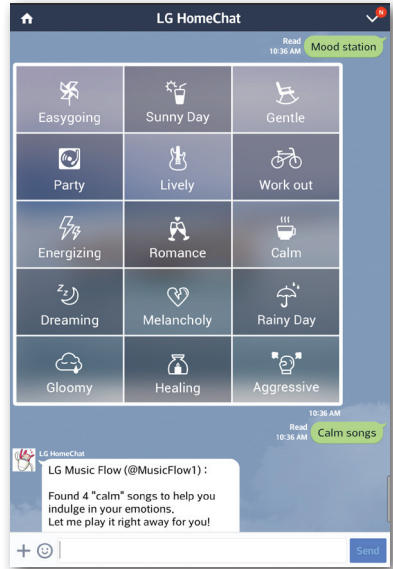 LG HomeChat
N
Read
10:36 AM
Mood station
Easygoing
Sunny Day
Gentle
Party
Lively
Work out
Energizing
Romance
Calm
Dreaming
Melancholy
Rainy Day
Gloomy
Healing
Aggressive
10:36 AM
Read
10:36 AM
Calm songs
LG HomeChat
LG Music Flow (@MusicFlow1) :
Found 4 "calm" songs to help you
indulge in your emotions.
Let me play it right away for you!
Send